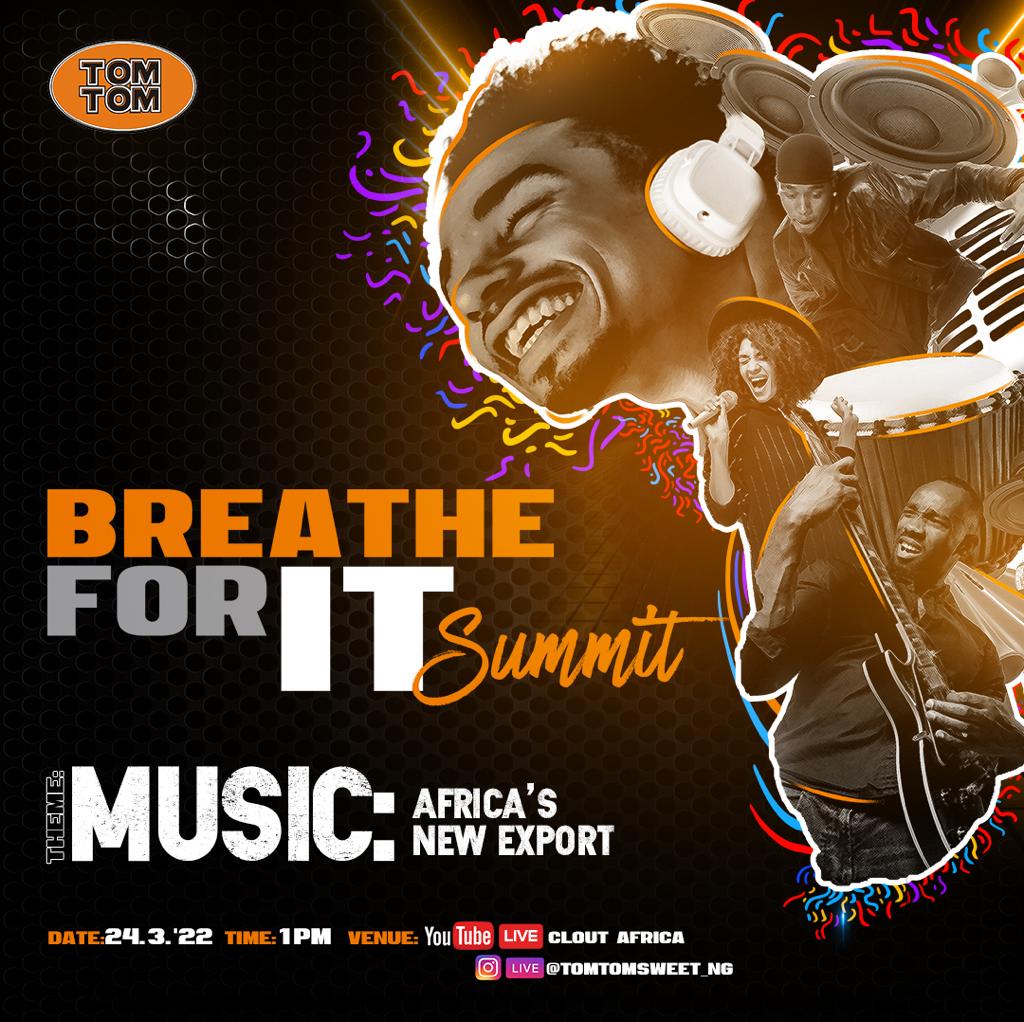 TOM
TOM
BREATHE
FOR IT
Summit
THEME:
MUSIC: AFRICA'S
NEW EXPORT
DATE:24.3.'22 TIME:1PM VENUE: YouTube LIVE CLOUT AFRICA
LIVE @TOMTOMSWEET_NG